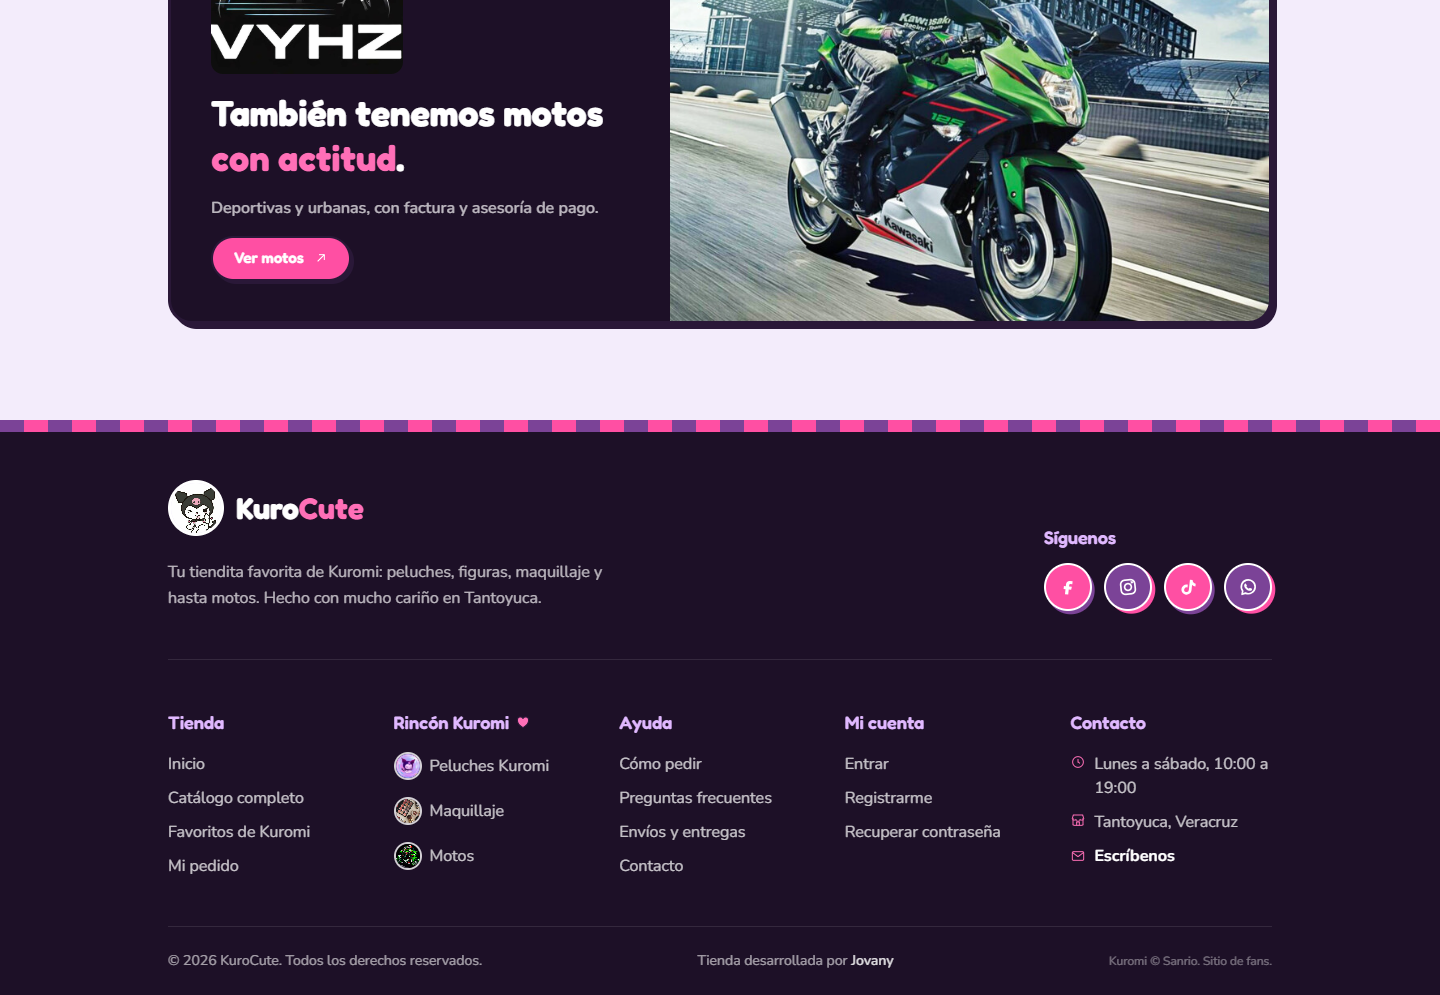 VYHZ
También tenemos motos
con actitud.
Deportivas y urbanas, con factura y asesoría de pago.
Ver motos
Kawasaki
125
Kawasaki
KuroCute
Tu tiendita favorita de Kuromi: peluches, figuras, maquillaje y
hasta motos. Hecho con mucho cariño en Tantoyuca.
Síguenos
Tienda
Inicio
Catálogo completo
Favoritos de Kuromi
Mi pedido
Rincón Kuromi
Peluches Kuromi
Maquillaje
Motos
Ayuda
Cómo pedir
Preguntas frecuentes
Envíos y entregas
Contacto
Mi cuenta
Entrar
Registrarme
Recuperar contraseña
Contacto
Lunes a sábado, 10:00 a
19:00
Tantoyuca, Veracruz
Escríbenos
© 2026 KuroCute. Todos los derechos reservados.
Tienda desarrollada por Jovany
Kuromi © Sanrio. Sitio de fans.